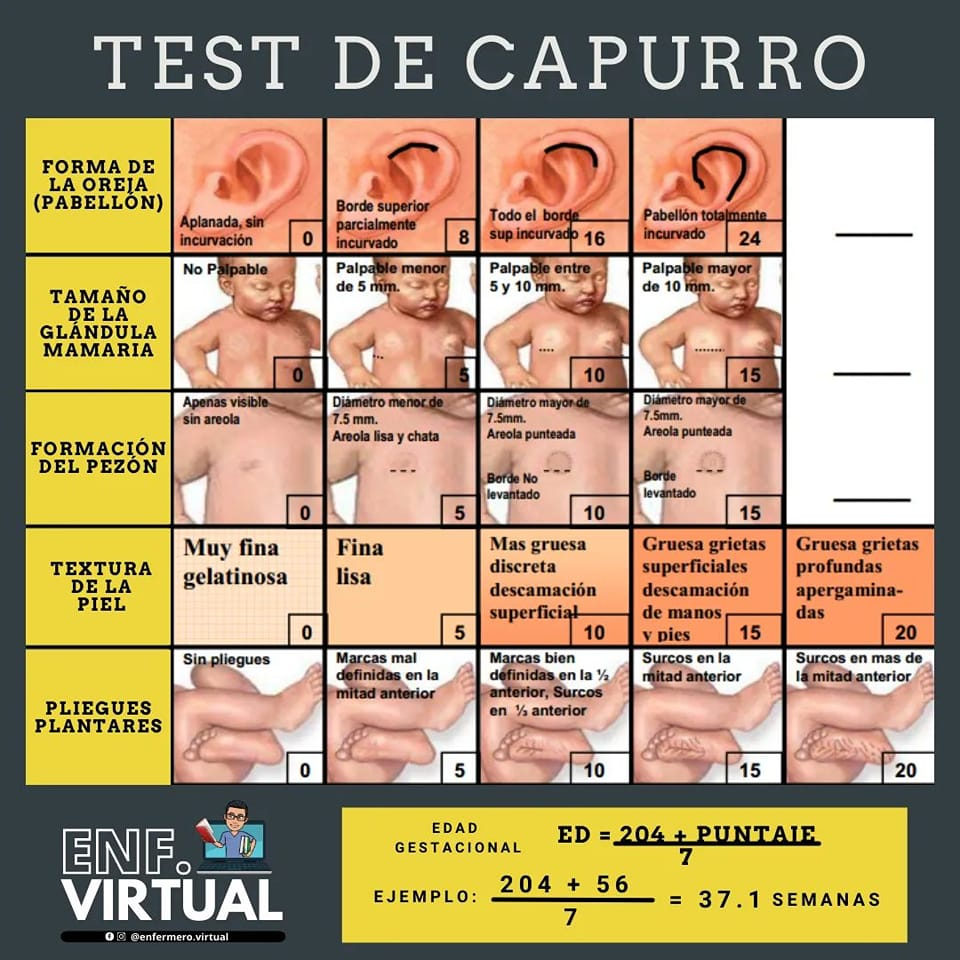 TEST DE CAPURRO
FORMA DE
LA OREJA
(PABELLÓN)
Aplanada, sin
incurvación
0
Borde superior
parcialmente
incurvado
8
Todo el borde
sup incurvado
16
Pabellón totalmente
incurvado
24
TAMAÑO
DE LA
GLÁNDULA
MAMARIA
No Palpable
0
Palpable menor
de 5 mm.
5
Palpable entre
5 y 10 mm.
10
Palpable mayor
de 10 mm.
15
FORMACIÓN
DEL PEZÓN
Apenas visible
sin areola
0
Diámetro menor de
7.5 mm.
Areola lisa y chata
5
Diámetro mayor de
7.5mm.
Areola punteada
Borde No
levantado
10
Diámetro mayor de
7.5mm.
Areola punteada
Borde
levantado
15
TEXTURA
DE LA
PIEL
Muy fina
gelatinosa
0
Fina
lisa
5
Mas gruesa
discreta
descamación
superficial
10
Gruesa grietas
superficiales
descamación
de manos
y pies
15
Gruesa grietas
profundas
apergamina-
das
20
PLIEGUES
PLANTARES
Sin pliegues
0
Marcas mal
definidas en la
mitad anterior
5
Marcas bien
definidas en la ½
anterior, Surcos
en ⅓ anterior
10
Surcos en la
mitad anterior
15
Surcos en mas de
la mitad anterior
20
ENF.
VIRTUAL
@enfermero.virtual
EDAD
GESTACIONAL
ED = 204 + PUNTAJE
7
EJEMPLO:
204 + 56
7
= 37.1 SEMANAS